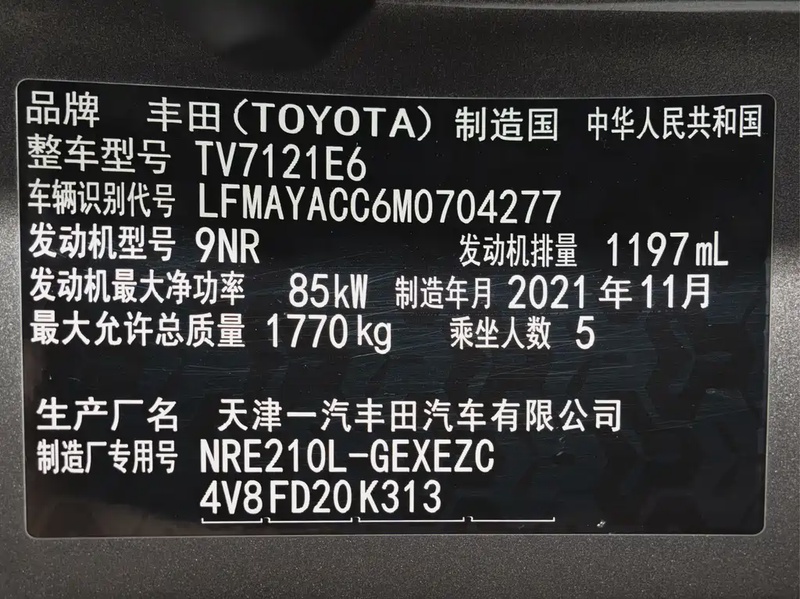 品牌 丰田(TOYOTA) 制造国 中华人民共和国
整车型号 TV7121E6
车辆识别代号 LFMAYACC6M0704277
发动机型号 9NR 发动机排量 1197mL
发动机最大净功率 85kW 制造年月 2021年11月
最大允许总质量 1770kg 乘坐人数 5
生产厂名 天津一汽丰田汽车有限公司
制造厂专用号 NRE210L-GEXEZC
4V8FD20K313